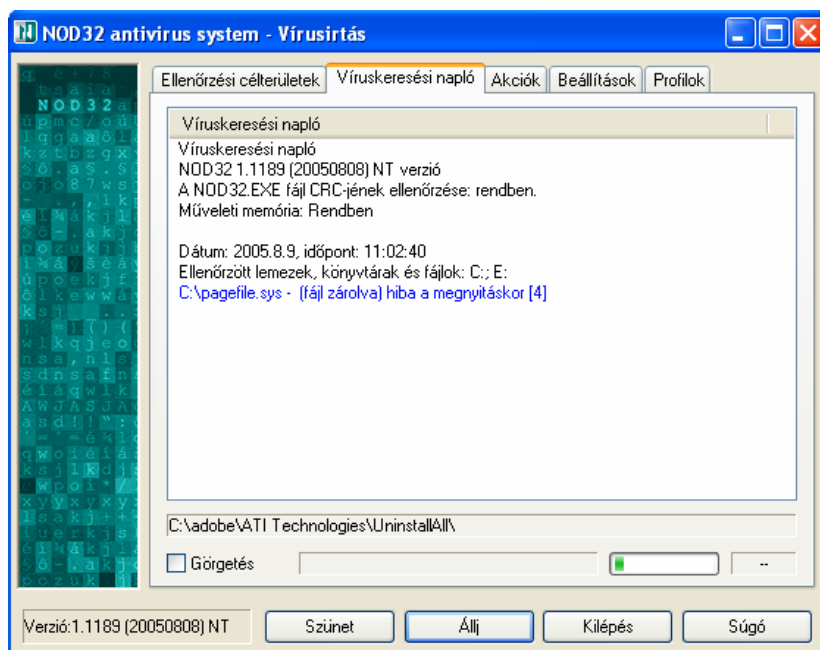 NOD32 antivirus system - Vírusirtás
NOD32
Ellenőrzési célterületek
Víruskeresési napló
Akciók
Beállítások
Profilok
Víruskeresési napló
Víruskeresési napló
NOD32 1.1189 (20050808) NT verzió
A NOD32.EXE fájl CRC-jének ellenőrzése: rendben.
Műveleti memória: Rendben
Dátum: 2005.8.9, időpont: 11:02:40
Ellenőrzött lemezek, könyvtárak és fájlok: C:; E:
C:\pagefile.sys - (fájl zárolva) hiba a megnyitáskor [4]
C:\adobe\ATI Technologies\UninstallAll\
Görgetés
--
Verzió:1.1189 (20050808) NT
Szünet
Állj
Kilépés
Súgó